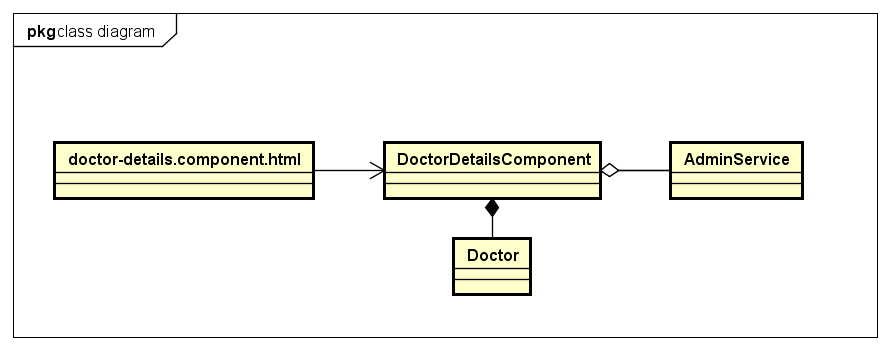 pkgclass diagram
doctor-details.component.html
DoctorDetailsComponent
AdminService
Doctor